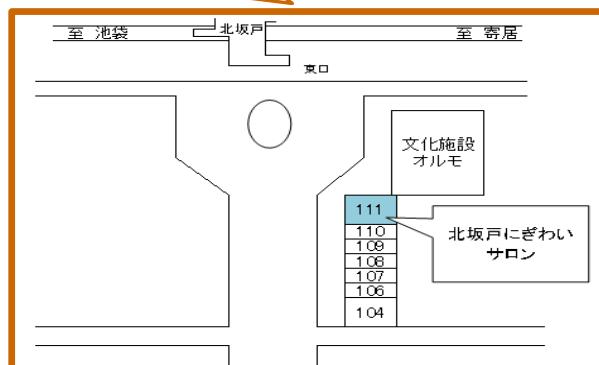 至 池袋
北坂戸
至 寄居
東口
文化施設
オルモ
111
110
109
108
107
106
104
北坂戸にぎわい
サロン